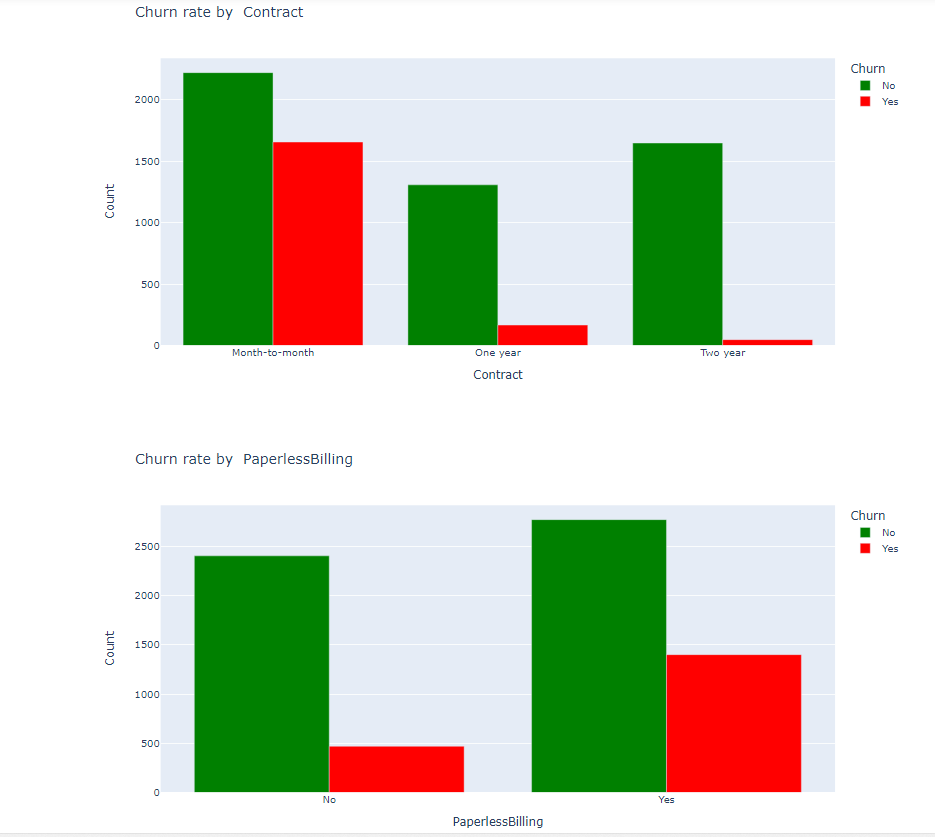 Churn rate by  Contract
Churn
No
Yes
2000
1500
1000
500
0
Count
Month-to-month
One year
Two year
Contract
Churn rate by  PaperlessBilling
Churn
No
Yes
2500
2000
1500
1000
500
0
Count
No
Yes
PaperlessBilling